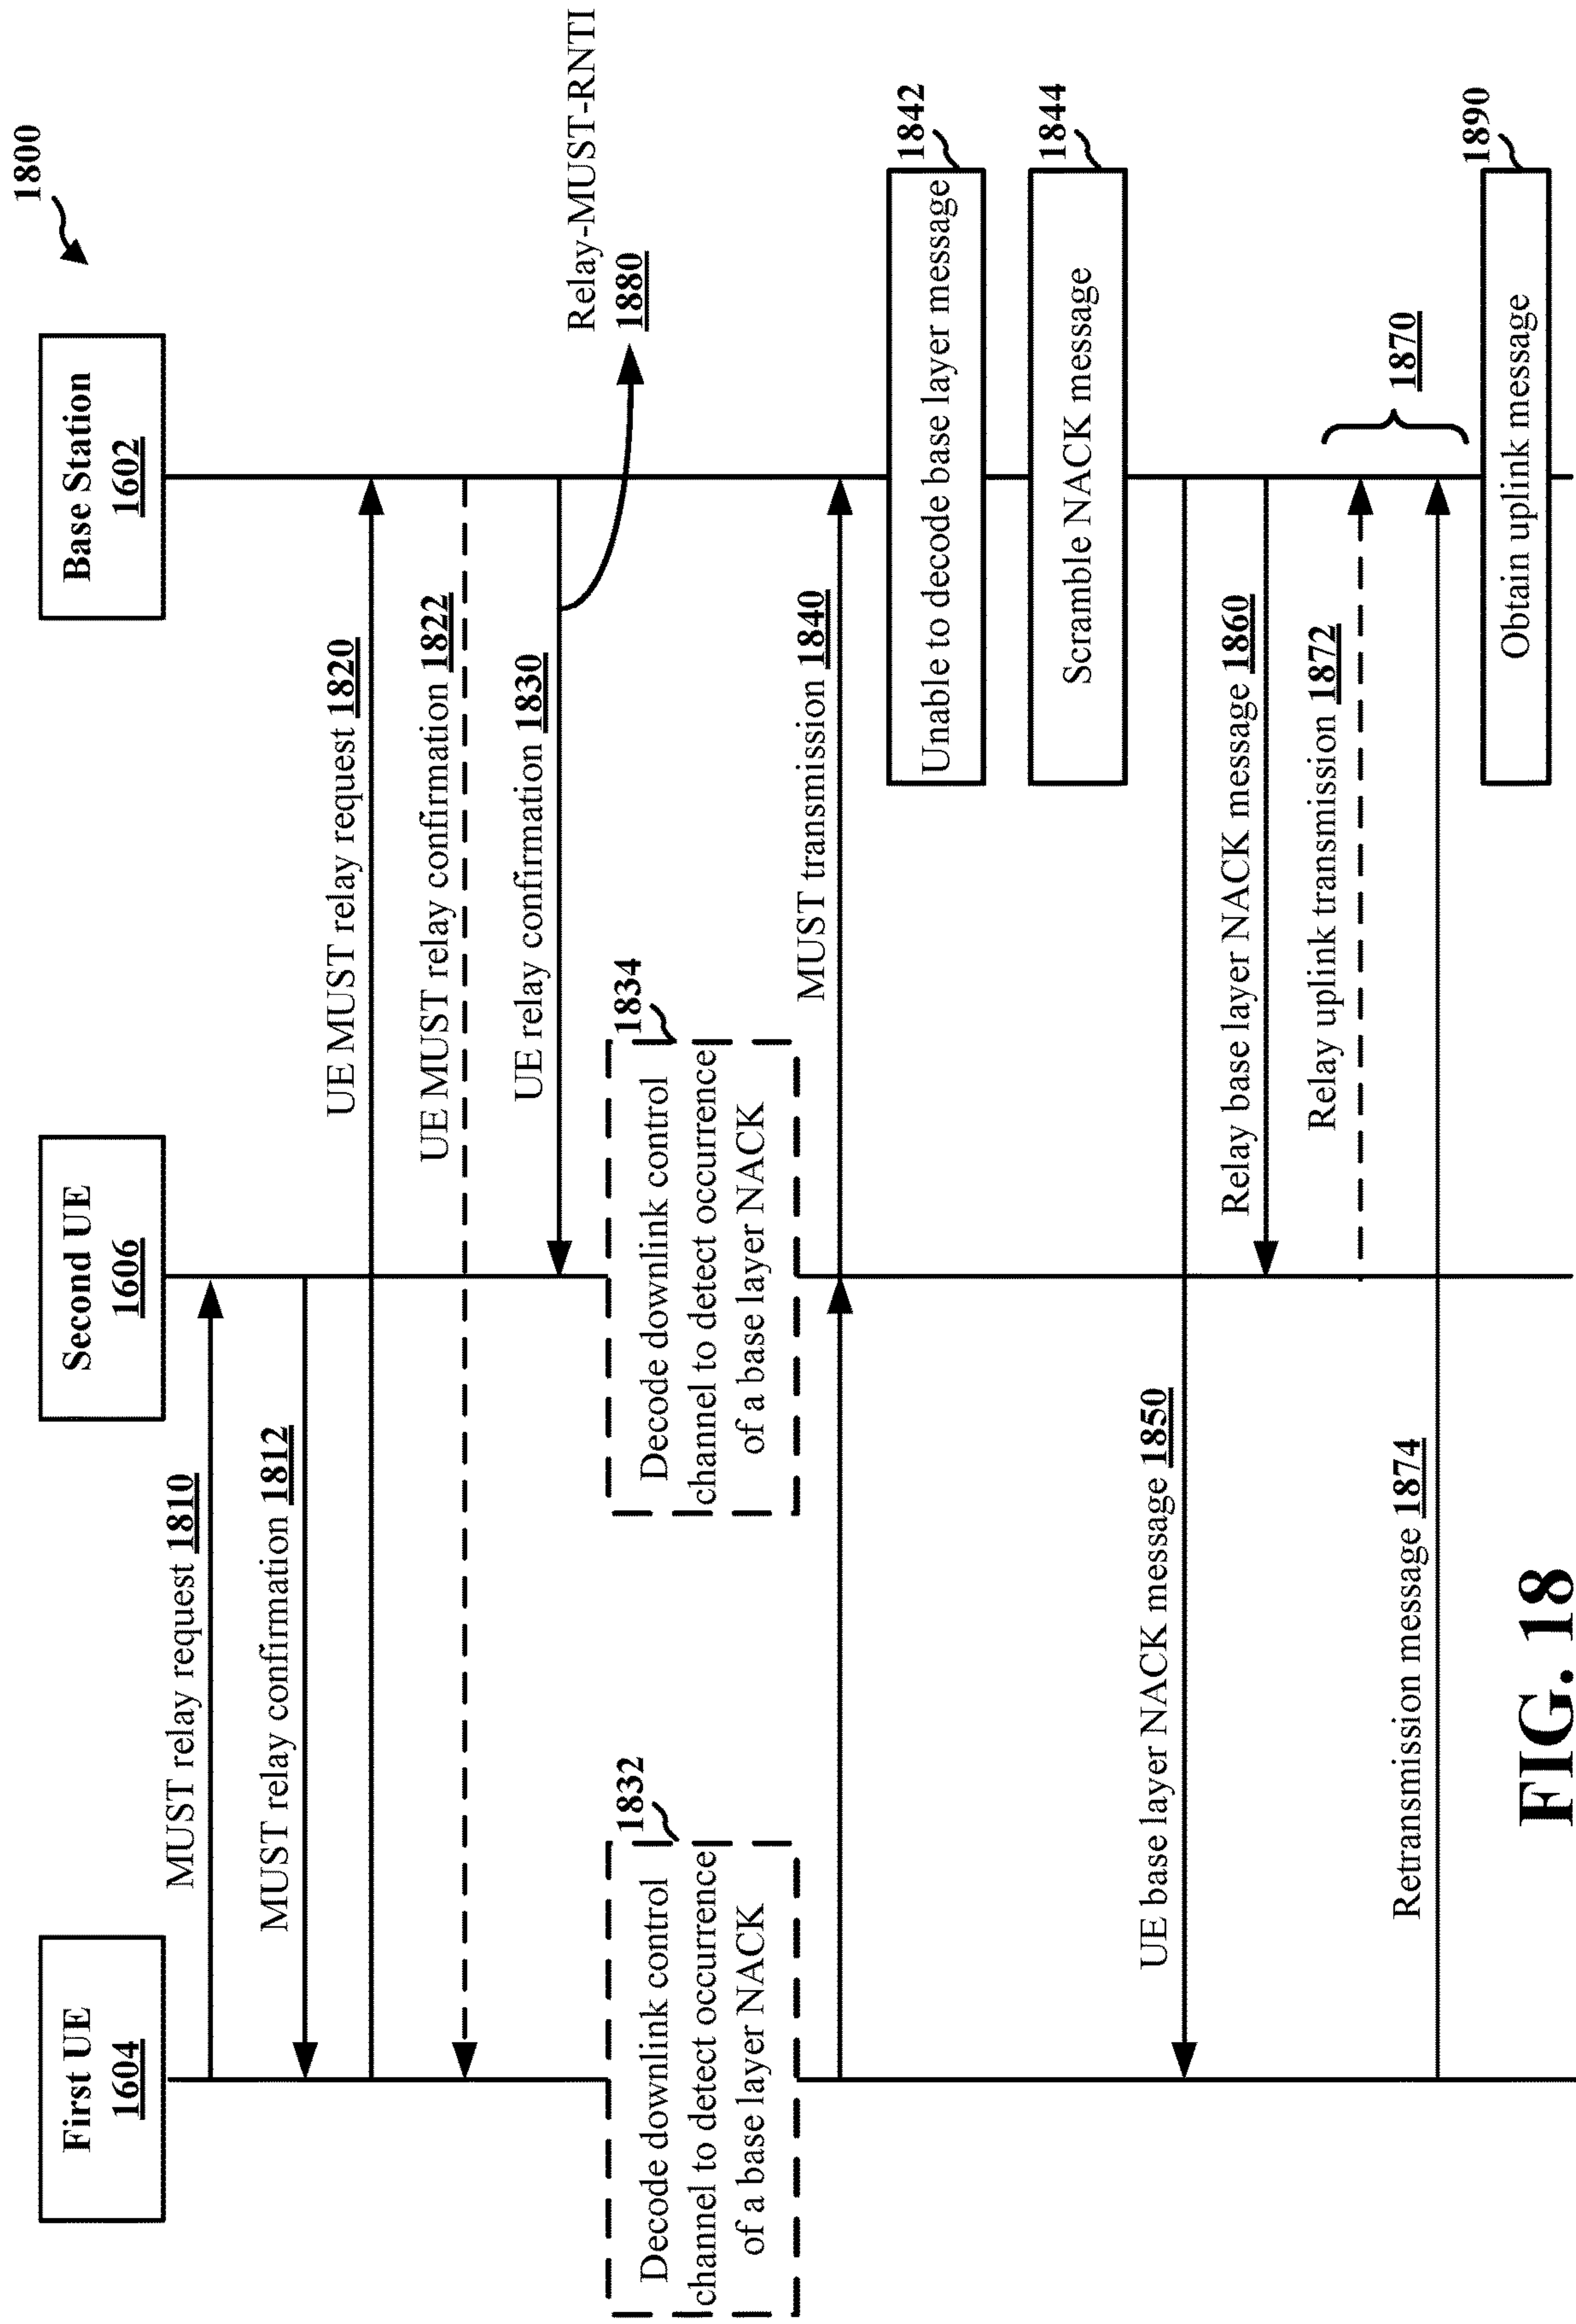 1800
First UE
1604
Second UE
1606
Base Station
1602
MUST relay request 1810
MUST relay confirmation 1812
UE MUST relay request 1820
UE MUST relay confirmation 1822
UE relay confirmation 1830
Relay-MUST-RNTI
1880
1832
Decode downlink control
channel to detect occurrence
of a base layer NACK
1834
Decode downlink control
channel to detect occurrence
of a base layer NACK
MUST transmission 1840
1842
Unable to decode base layer message
1844
Scramble NACK message
UE base layer NACK message 1850
Relay base layer NACK message 1860
Relay uplink transmission 1872
1870
Retransmission message 1874
1890
Obtain uplink message
FIG. 18